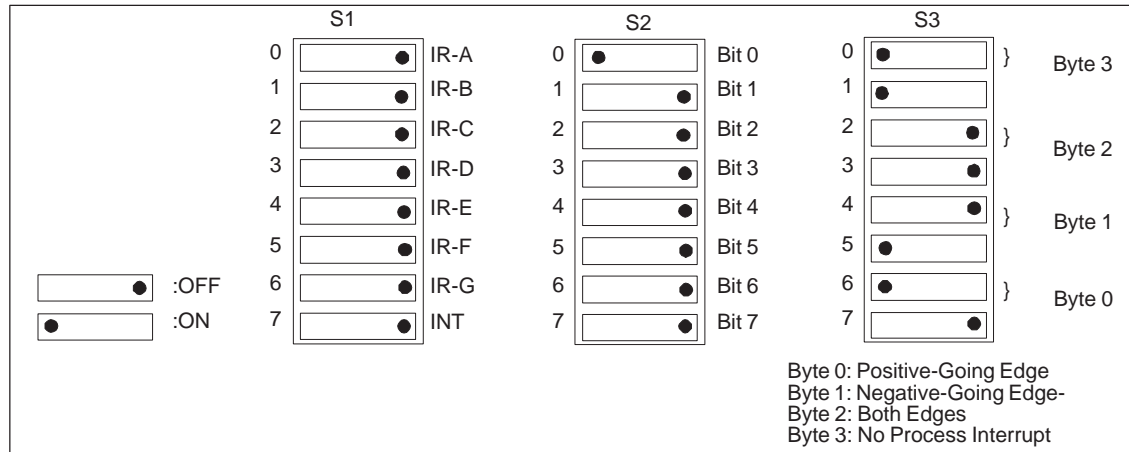 S1 S2 S3
0 IR-A 0 Bit 0 0 } Byte 3
1 IR-B 1 Bit 1 1
2 IR-C 2 Bit 2 2 } Byte 2
3 IR-D 3 Bit 3 3
4 IR-E 4 Bit 4 4 } Byte 1
5 IR-F 5 Bit 5 5
:OFF 6 IR-G 6 Bit 6 6 } Byte 0
:ON 7 INT 7 Bit 7 7
Byte 0: Positive-Going Edge
Byte 1: Negative-Going Edge-
Byte 2: Both Edges
Byte 3: No Process Interrupt